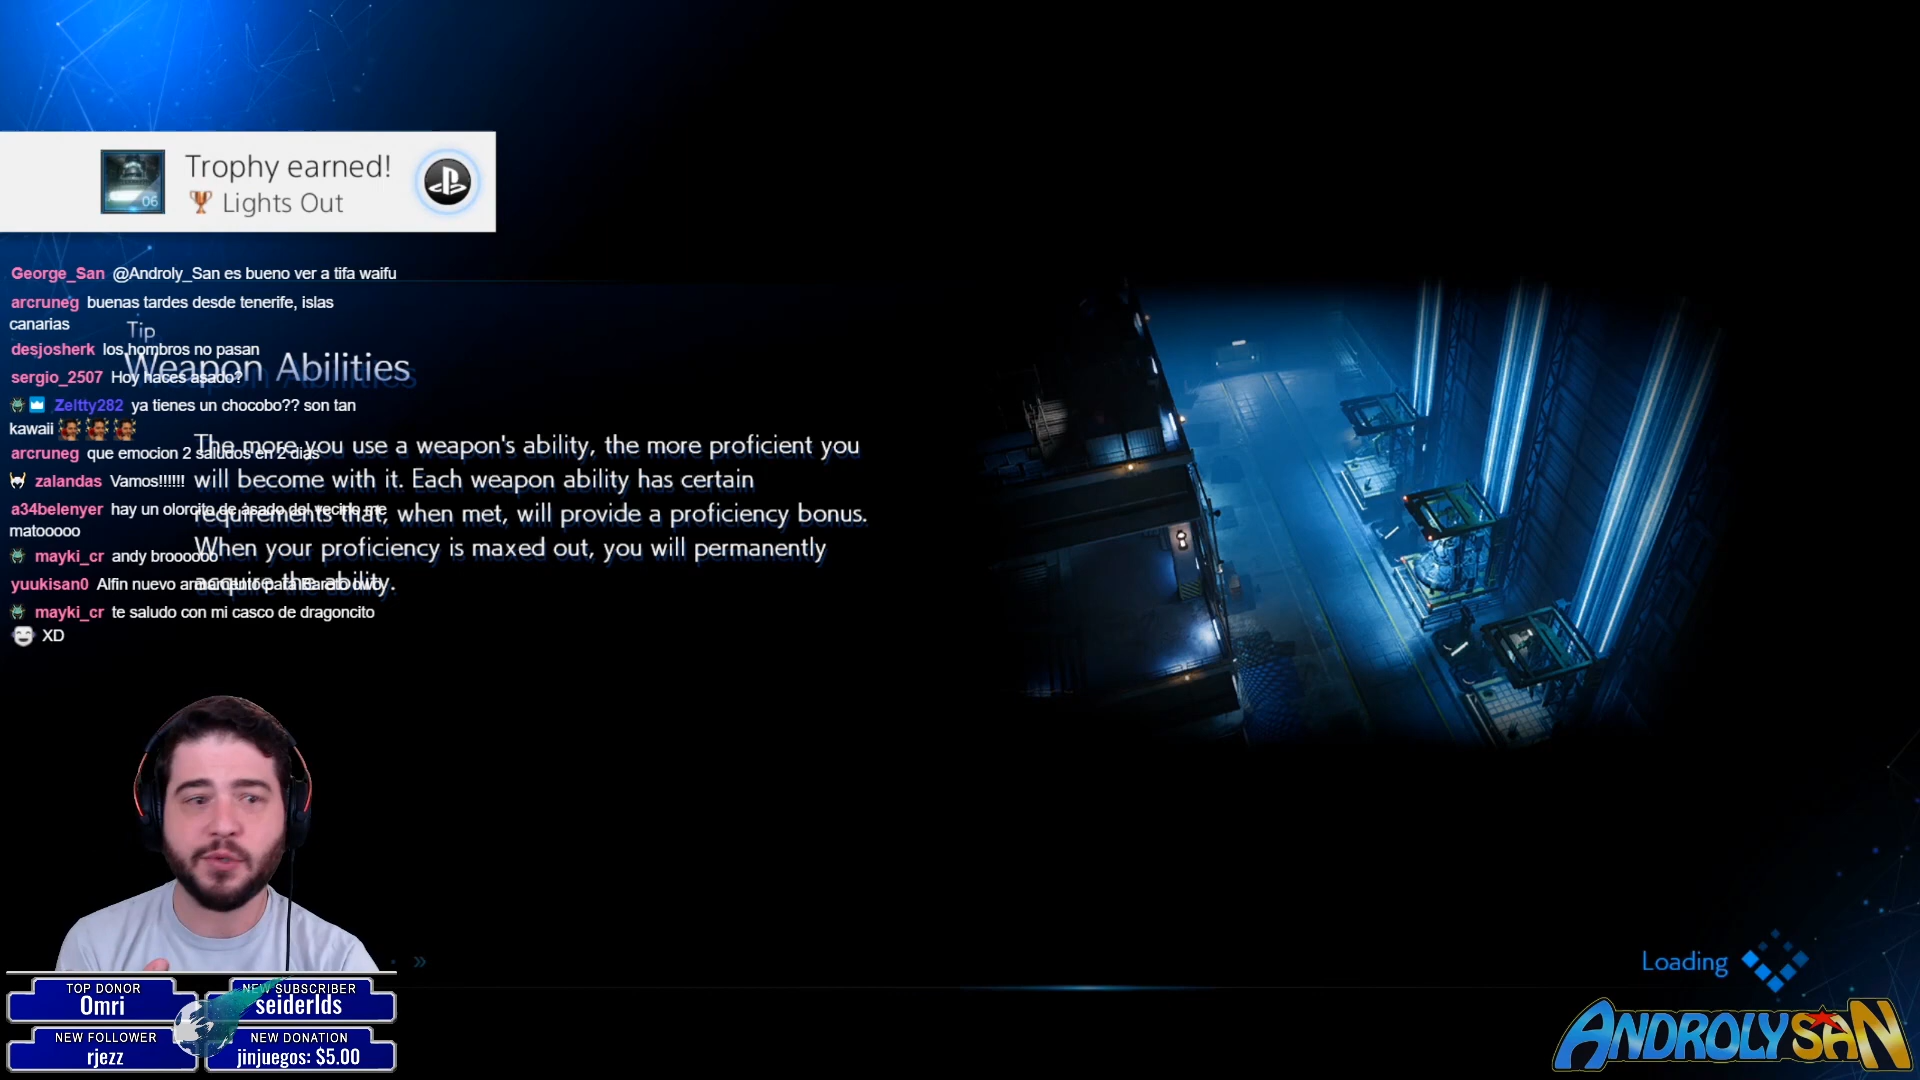 Trophy earned!
Lights Out
06
George_San @Androly_San es bueno ver a tifa waifu
arcruneg buenas tardes desde tenerife, islas
canarias
Tip
desjosherk los hombros no pasan
Weapon Abilities
sergio_2507 Hoy haces asado?
Zeltty282 ya tienes un chocobo?? son tan
kawaii
The more you use a weapon's ability, the more proficient you
arcruneg que emocion 2 saludos en 2 dias
zalandas Vamos!!!!!!
will become with it. Each weapon ability has certain
a34belenyer hay un olorcito de asado del vecino me
matooooo
requirements that, when met, will provide a proficiency bonus.
mayki_cr andy broooooo
When your proficiency is maxed out, you will permanently
yuukisan0 Alfin nuevo armamento para Bareto owo
acquire the ability.
mayki_cr te saludo con mi casco de dragoncito
XD
Loading
TOP DONOR
Omri
NEW SUBSCRIBER
seiderlds
NEW FOLLOWER
rjezz
NEW DONATION
jinjuegos: $5.00
ANDROLYSAN